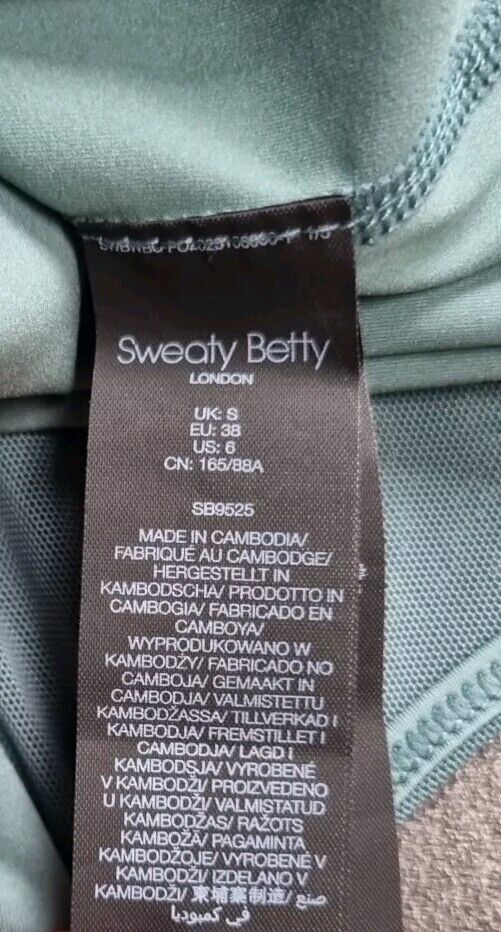 Sweaty Betty
LONDON
UK: S
EU: 38
US: 6
CN: 165/88A
SB9525
MADE IN CAMBODIA/
FABRIQUÉ AU CAMBODGE/
HERGESTELLT IN
KAMBODSCHA/ PRODOTTO IN
CAMBOGIA/ FABRICADO EN
CAMBOYA/
WYPRODUKOWANO W
KAMBODŻY/ FABRICADO NO
CAMBOJA/ GEMAAKT IN
CAMBODJA/ VALMISTETTU
KAMBODŽASSA/ TILLVERKAD I
KAMBODJA/ FREMSTILLET I
CAMBODJA/ LAGD I
KAMBODSJA/ VYROBENÉ
V KAMBODŽI/ PROIZVEDENO
U KAMBODŽI/ VALMISTATUD
KAMBODŽAS/ RAŽOTS
KAMBOŽĀ/ PAGAMINTA
KAMBODŽOJE/ VYROBENÉ V
KAMBODŽI/ IZDELANO V
KAMBODŽI/ 柬埔寨制造/ صنع
في كمبوديا